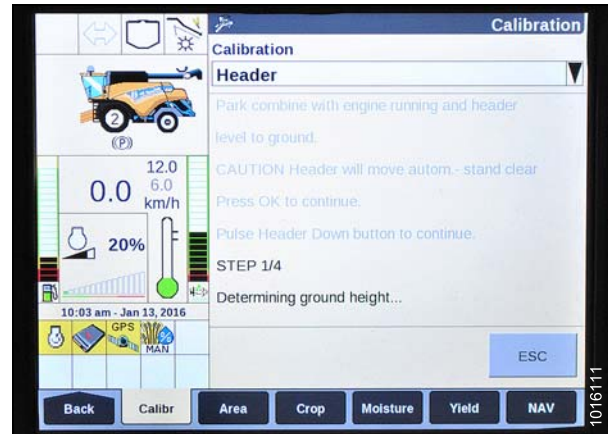 Calibration
Calibration
Header
Park combine with engine running and header
level to ground.
CAUTION Header will move autom.- stand clear
Press OK to continue.
Pulse Header Down button to continue.
STEP 1/4
Determining ground height...
ESC
2
(P)
12.0
6.0
0.0
km/h
20%
10:03 am - Jan 13, 2016
GPS
MAN
Back
Calibr
Area
Crop
Moisture
Yield
NAV
1016111